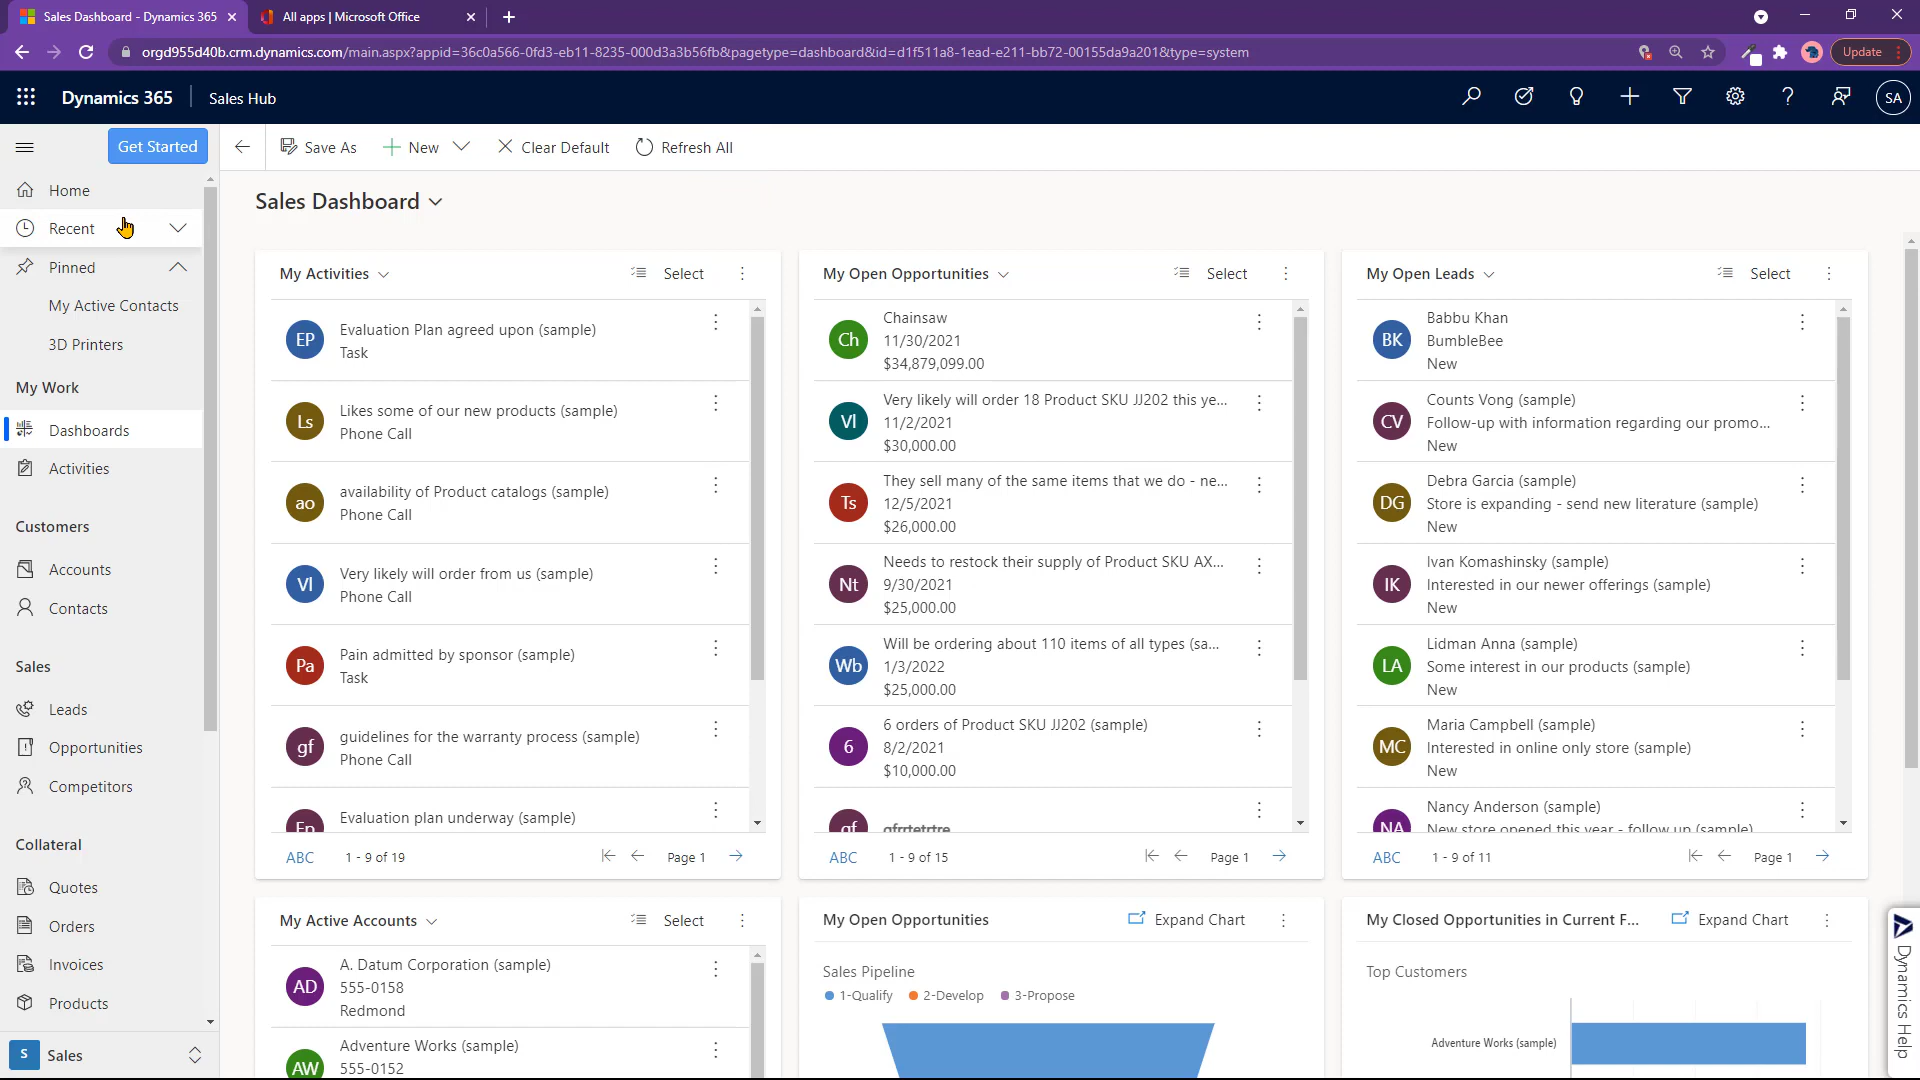 Sales Dashboard - Dynamics 365
All apps | Microsoft Office
orgd955d40b.crm.dynamics.com/main.aspx?appid=36c0a566-0fd3-eb11-8235-000d3a3b56fb&pagetype=dashboard&id=d1f511a8-1ead-e211-bb72-00155da9a201&type=system
Update
Dynamics 365
Sales Hub
SA
Get Started
Save As
New
Clear Default
Refresh All
Home
Recent
Pinned
My Active Contacts
3D Printers
My Work
Dashboards
Activities
Customers
Accounts
Contacts
Sales
Leads
Opportunities
Competitors
Collateral
Quotes
Orders
Invoices
Products
S
Sales
Sales Dashboard
My Activities
Select
EP
Evaluation Plan agreed upon (sample)
Task
Ls
Likes some of our new products (sample)
Phone Call
ao
availability of Product catalogs (sample)
Phone Call
Vl
Very likely will order from us (sample)
Phone Call
Pa
Pain admitted by sponsor (sample)
Task
gf
guidelines for the warranty process (sample)
Phone Call
Ep
Evaluation plan underway (sample)
ABC
1 - 9 of 19
Page 1
My Open Opportunities
Select
Ch
Chainsaw
11/30/2021
$34,879,099.00
Vl
Very likely will order 18 Product SKU JJ202 this ye...
11/2/2021
$30,000.00
Ts
They sell many of the same items that we do - ne...
12/5/2021
$26,000.00
Nt
Needs to restock their supply of Product SKU AX...
9/30/2021
$25,000.00
Wb
Will be ordering about 110 items of all types (sa...
1/3/2022
$25,000.00
6
6 orders of Product SKU JJ202 (sample)
8/2/2021
$10,000.00
gf
ABC
1 - 9 of 15
Page 1
My Open Leads
Select
BK
Babbu Khan
BumbleBee
New
CV
Counts Vong (sample)
Follow-up with information regarding our promo...
New
DG
Debra Garcia (sample)
Store is expanding - send new literature (sample)
New
IK
Ivan Komashinsky (sample)
Interested in our newer offerings (sample)
New
LA
Lidman Anna (sample)
Some interest in our products (sample)
New
MC
Maria Campbell (sample)
Interested in online only store (sample)
New
NA
Nancy Anderson (sample)
New store opened this year - follow up (sample)
ABC
1 - 9 of 11
Page 1
My Active Accounts
Select
AD
A. Datum Corporation (sample)
555-0158
Redmond
AW
Adventure Works (sample)
555-0152
My Open Opportunities
Expand Chart
Sales Pipeline
1-Qualify
2-Develop
3-Propose
My Closed Opportunities in Current F...
Expand Chart
Top Customers
Adventure Works (sample)
Dynamics Help